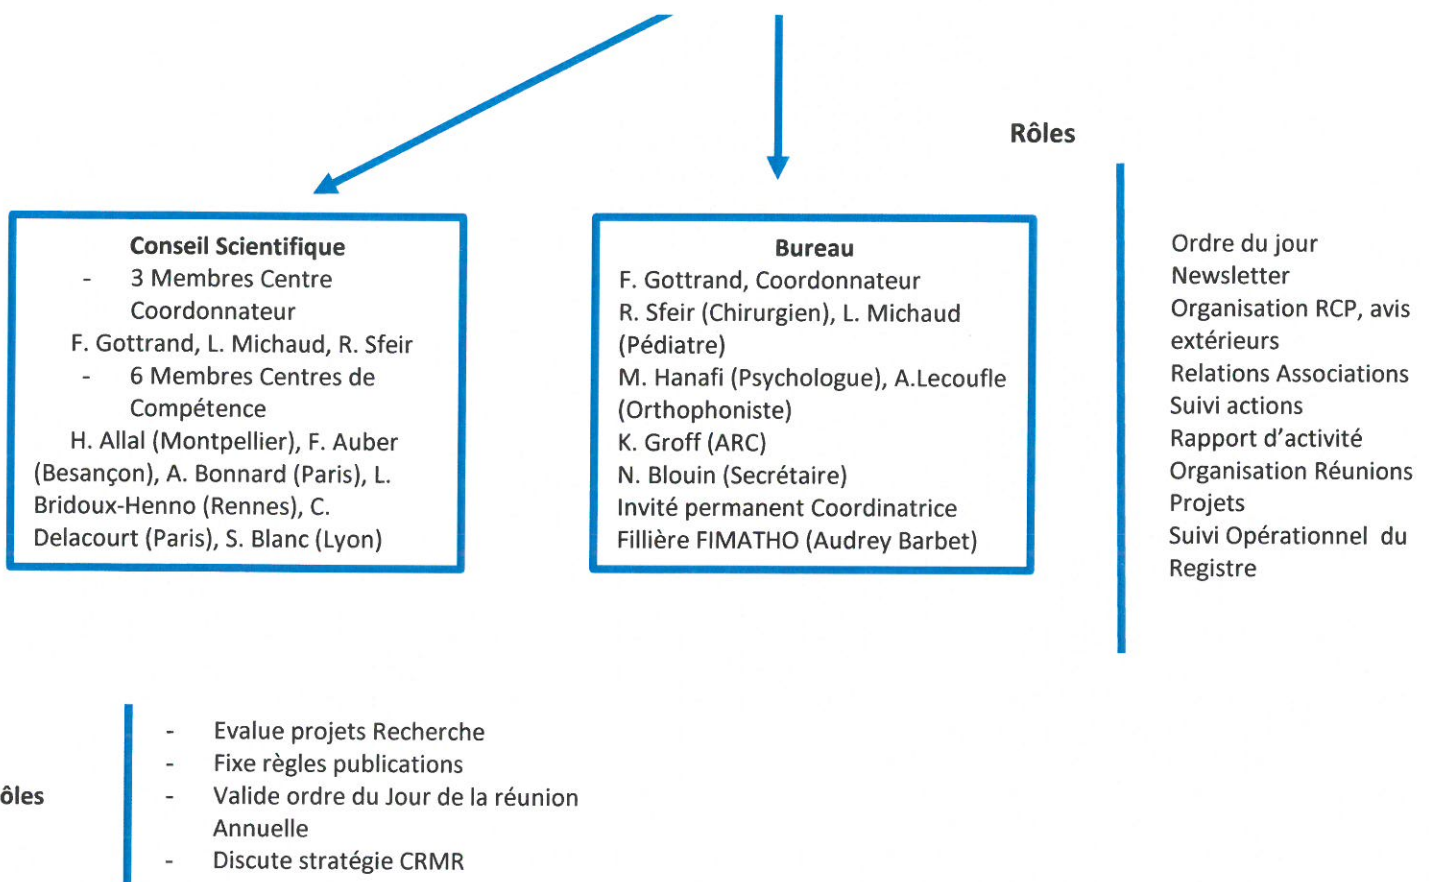 Conseil Scientifique
- 3 Membres Centre
Coordonnateur
F. Gottrand, L. Michaud, R. Sfeir
- 6 Membres Centres de
Compétence
H. Allal (Montpellier), F. Auber
(Besançon), A. Bonnard (Paris), L.
Bridoux-Henno (Rennes), C.
Delacourt (Paris), S. Blanc (Lyon)
Bureau
F. Gottrand, Coordonnateur
R. Sfeir (Chirurgien), L. Michaud
(Pédiatre)
M. Hanafi (Psychologue), A.Lecoufle
(Orthophoniste)
K. Groff (ARC)
N. Blouin (Secrétaire)
Invité permanent Coordinatrice
Fillière FIMATHO (Audrey Barbet)
Rôles
Ordre du jour
Newsletter
Organisation RCP, avis
extérieurs
Relations Associations
Suivi actions
Rapport d’activité
Organisation Réunions
Projets
Suivi Opérationnel du
Registre
ôles
- Evalue projets Recherche
- Fixe règles publications
- Valide ordre du Jour de la réunion
Annuelle
- Discute stratégie CRMR